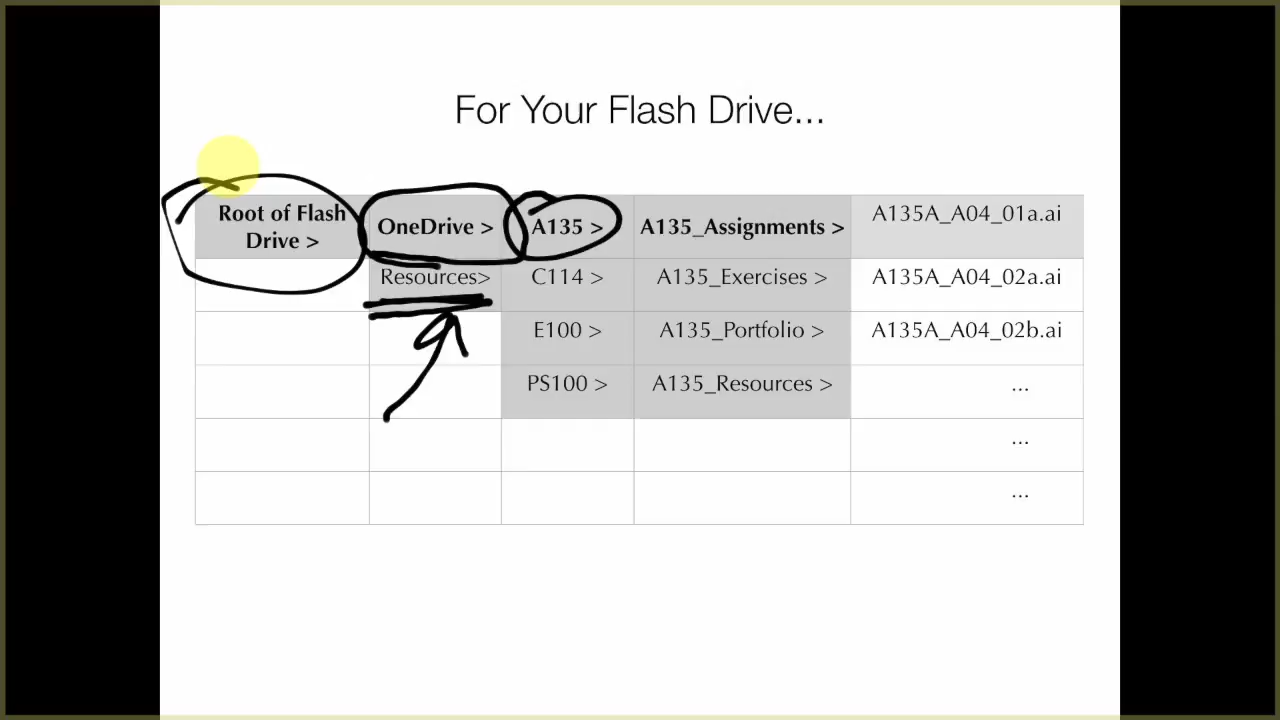 For Your Flash Drive...
Root of Flash Drive > OneDrive > A135 > A135_Assignments > A135A_A04_01a.ai
Resources> C114 > A135_Exercises > A135A_A04_02a.ai
E100 > A135_Portfolio > A135A_A04_02b.ai
PS100 > A135_Resources > ...
...
...